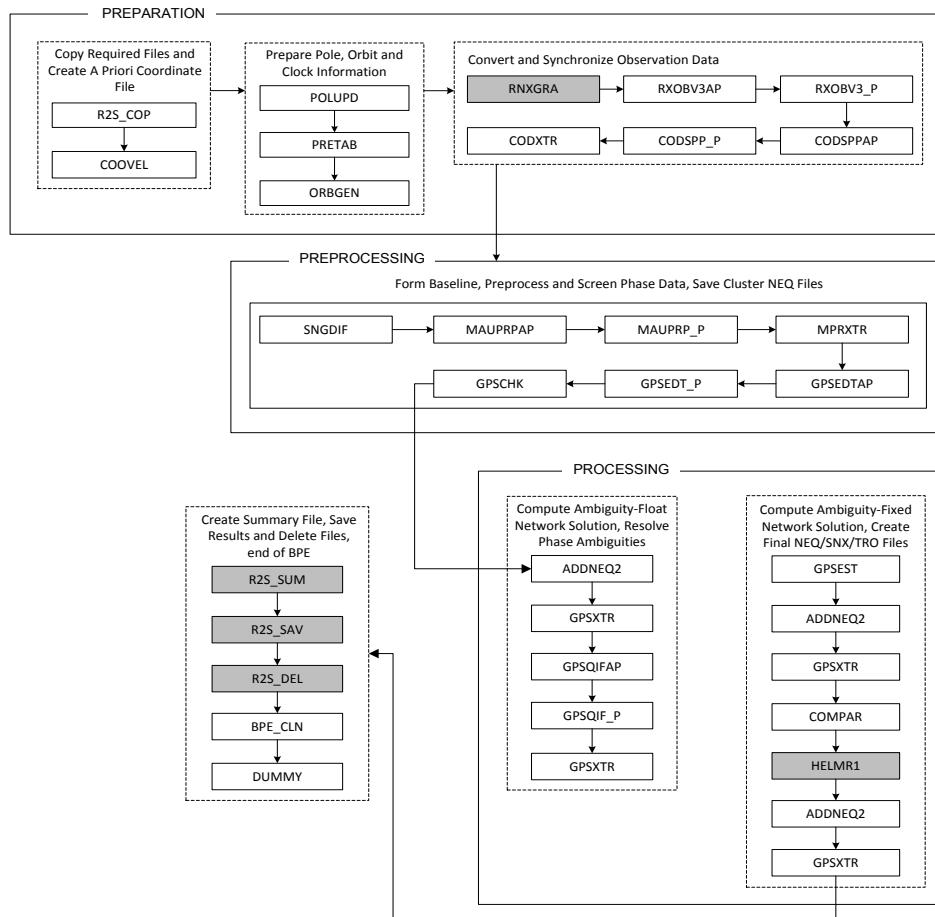 PREPARATION
Copy Required Files and
Create A Priori Coordinate
File
R2S_COP
COOVEL
Prepare Pole, Orbit and
Clock Information
POLUPD
PRETAB
ORBGEN
Convert and Synchronize Observation Data
RNXGRA
RXOBV3AP
RXOBV3_P
CODXTR
CODSPP_P
CODSPPAP
PREPROCESSING
Form Baseline, Preprocess and Screen Phase Data, Save Cluster NEQ Files
SNGDIF
MAUPRPAP
MAUPRP_P
MPRXTR
GPSCHK
GPSEDT_P
GPSEDTAP
PROCESSING
Compute Ambiguity-Float
Network Solution, Resolve
Phase Ambiguities
ADDNEQ2
GPSXTR
GPSQIFAP
GPSQIF_P
GPSXTR
Compute Ambiguity-Fixed
Network Solution, Create
Final NEQ/SNX/TRO Files
GPSEST
ADDNEQ2
GPSXTR
COMPAR
HELMR1
ADDNEQ2
GPSXTR
Create Summary File, Save
Results and Delete Files,
end of BPE
R2S_SUM
R2S_SAV
R2S_DEL
BPE_CLN
DUMMY